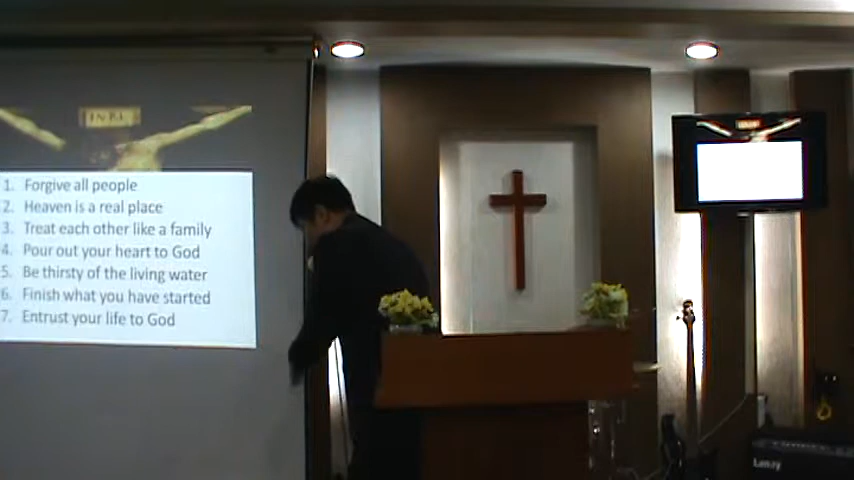 I.N.R.I.
1. Forgive all people
2. Heaven is a real place
3. Treat each other like a family
4. Pour out your heart to God
5. Be thirsty of the living water
6. Finish what you have started
7. Entrust your life to God
Laney